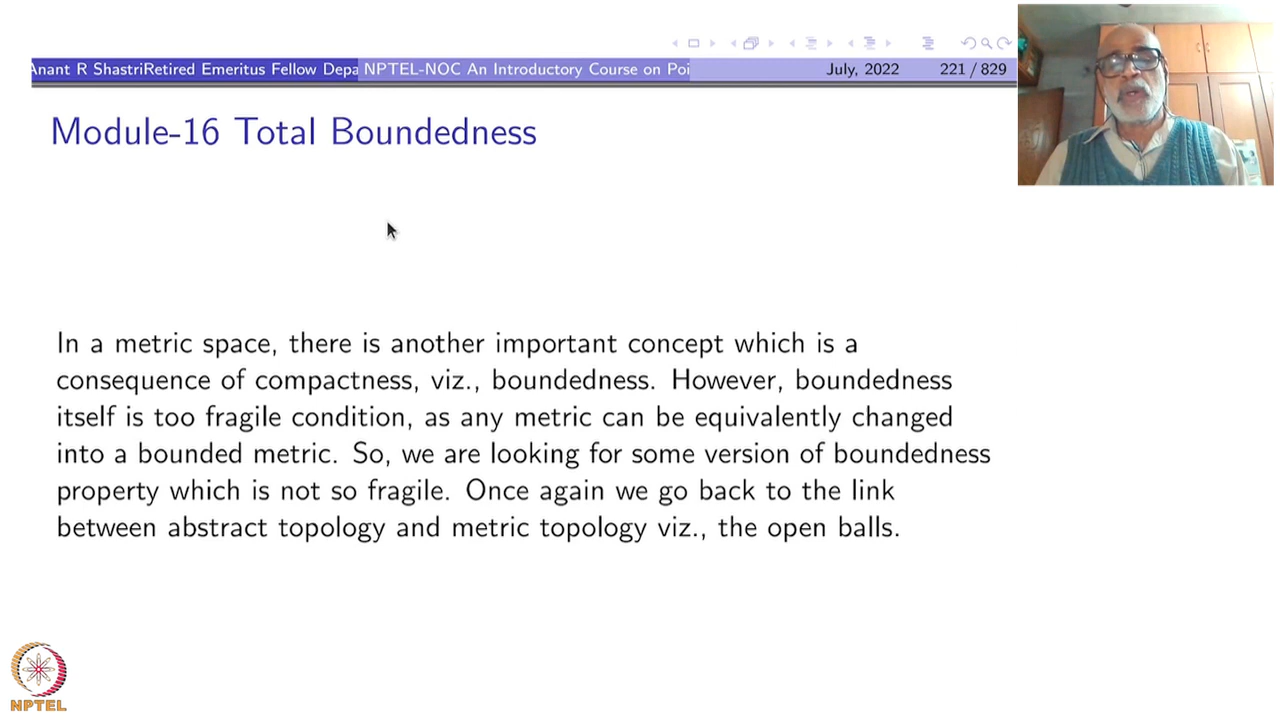 Anant R ShastriRetired Emeritus Fellow Depa NPTEL-NOC An Introductory Course on Poi July, 2022 221 / 829
Module-16 Total Boundedness
In a metric space, there is another important concept which is a
consequence of compactness, viz., boundedness. However, boundedness
itself is too fragile condition, as any metric can be equivalently changed
into a bounded metric. So, we are looking for some version of boundedness
property which is not so fragile. Once again we go back to the link
between abstract topology and metric topology viz., the open balls.
NPTEL